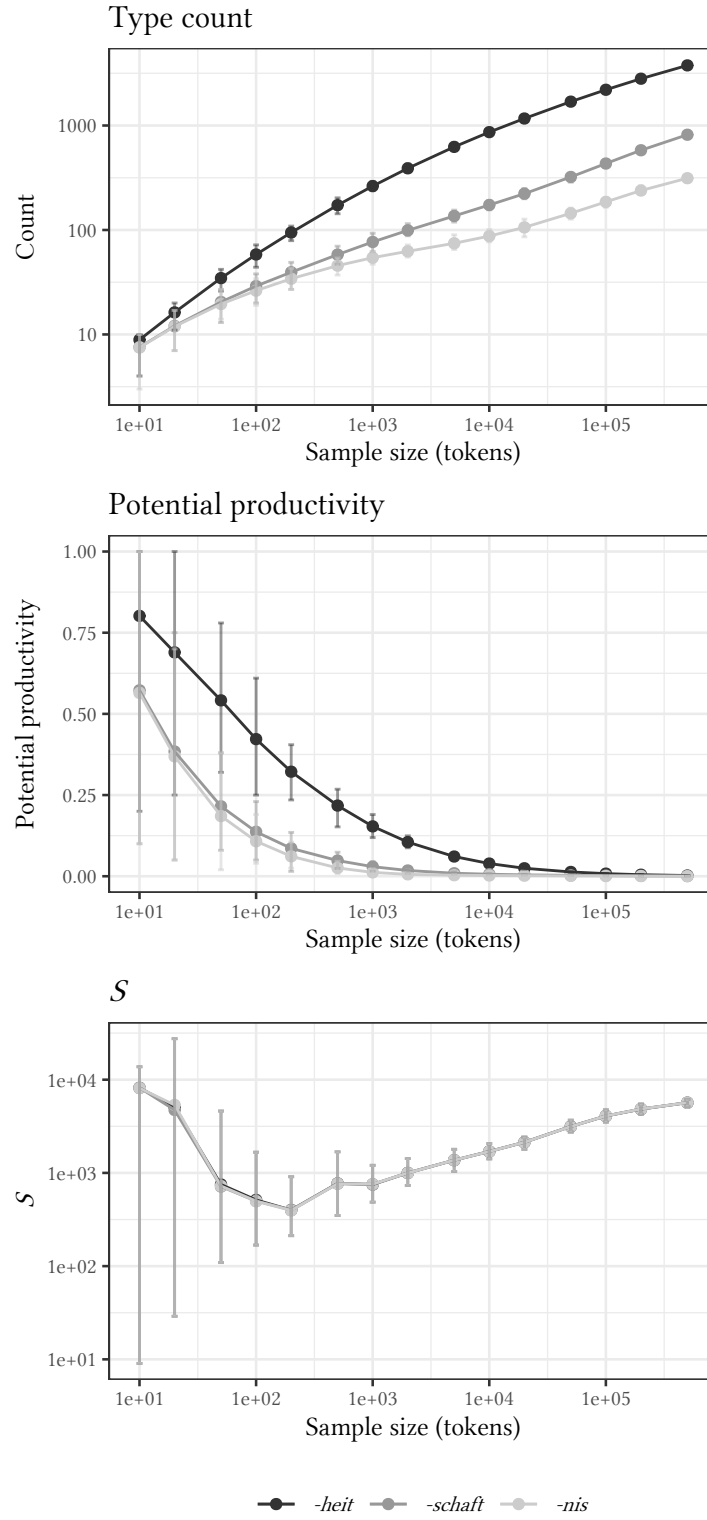 Type count
1000
100
10
Count
1e+01 1e+02 1e+03 1e+04 1e+05
Sample size (tokens)
Potential productivity
1.00
0.75
0.50
0.25
0.00
Potential productivity
1e+01 1e+02 1e+03 1e+04 1e+05
Sample size (tokens)
S
1e+04
1e+03
1e+02
1e+01
S
1e+01 1e+02 1e+03 1e+04 1e+05
Sample size (tokens)
-heit -schaft -nis